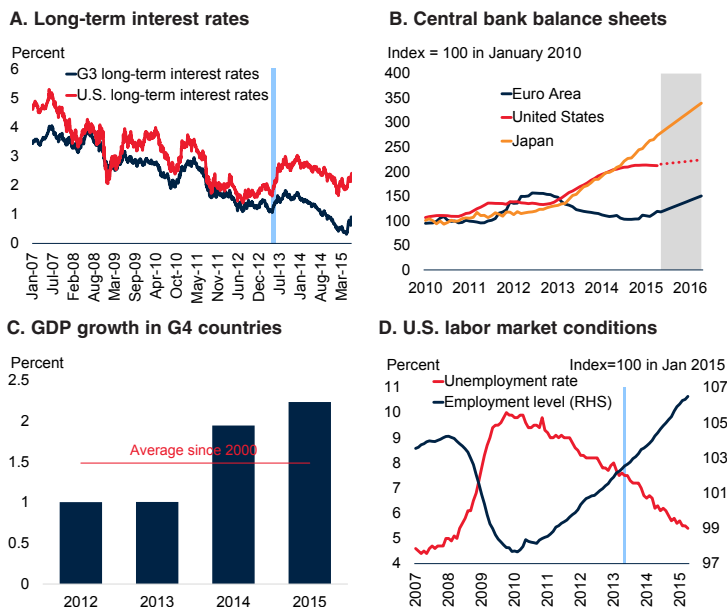 A. Long-term interest rates
Percent
6
5
4
3
2
1
0
G3 long-term interest rates
U.S. long-term interest rates
Jan-07
Jul-07
Feb-08
Aug-08
Mar-09
Sep-09
Apr-10
Oct-10
May-11
Nov-11
Jun-12
Dec-12
Jul-13
Jan-14
Aug-14
Mar-15
B. Central bank balance sheets
Index = 100 in January 2010
400
350
300
250
200
150
100
50
0
Euro Area
United States
Japan
2010 2011 2012 2013 2014 2015 2016
C. GDP growth in G4 countries
Percent
2.5
2
1.5
1
0.5
0
Average since 2000
2012 2013 2014 2015
D. U.S. labor market conditions
Percent
Index=100 in Jan 2015
11
10
9
8
7
6
5
4
Unemployment rate
Employment level (RHS)
107
105
103
101
99
97
2007
2008
2009
2010
2011
2012
2013
2014
2015